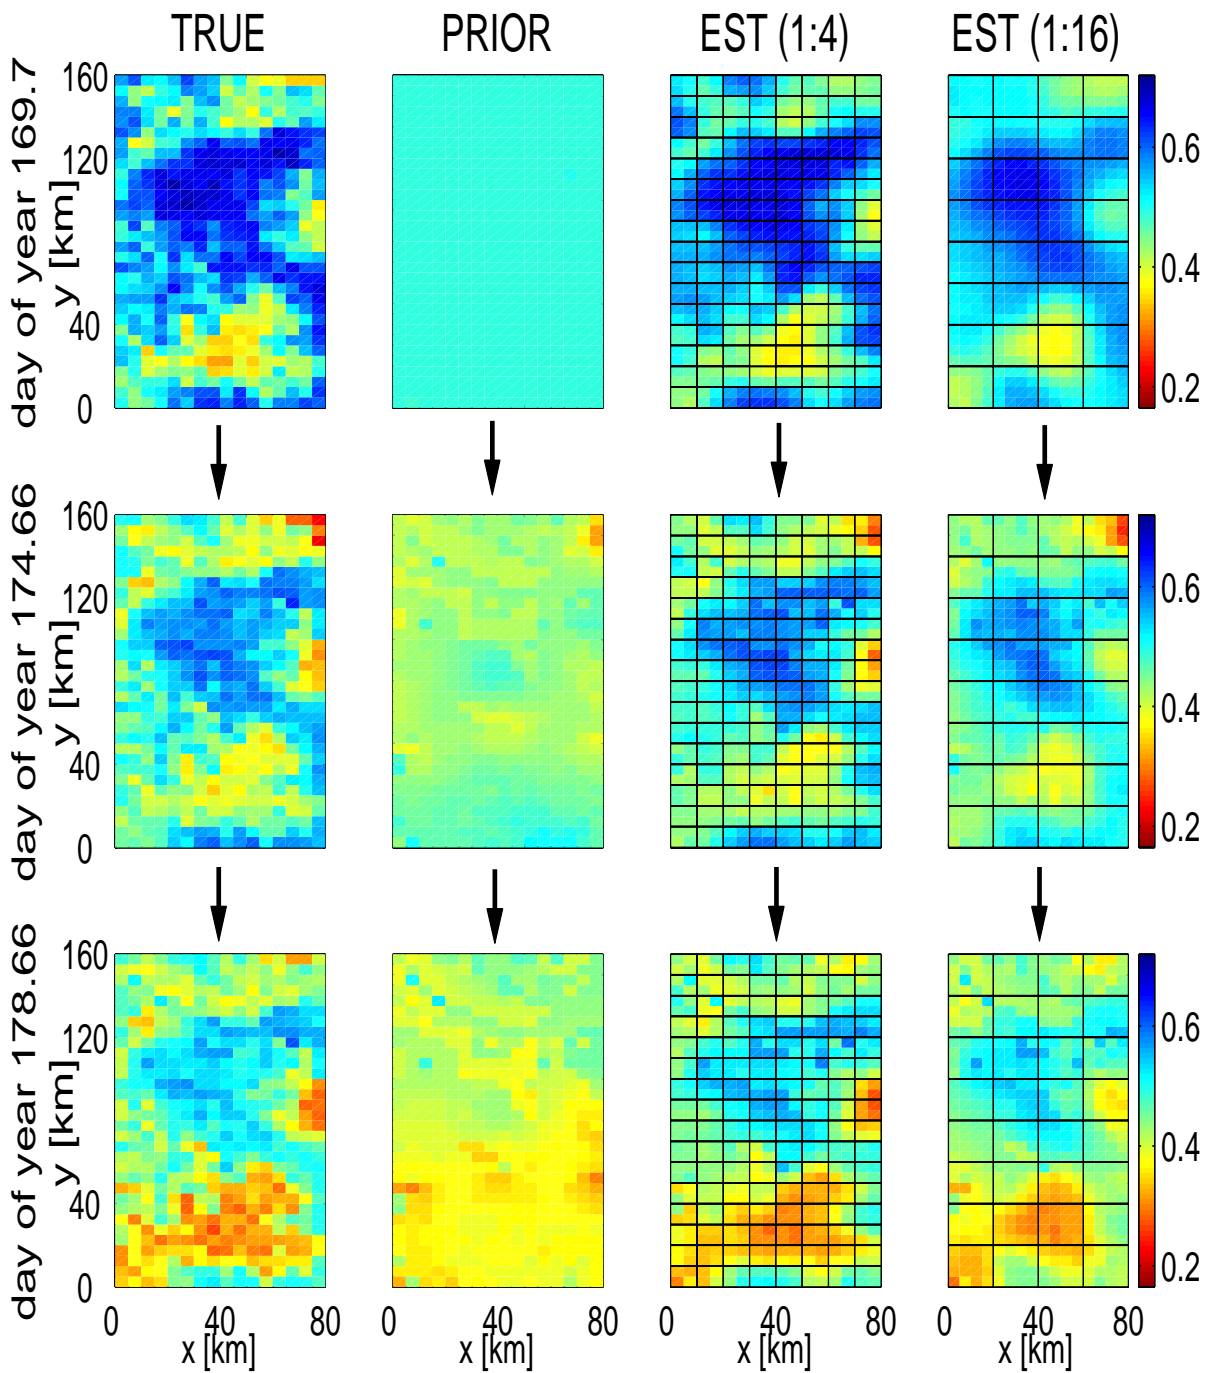 TRUE PRIOR EST (1:4) EST (1:16)
day of year 169.7
y [km]
160
120
40
0
0.6
0.4
0.2
day of year 174.66
y [km]
160
120
40
0
0.6
0.4
0.2
day of year 178.66
y [km]
160
120
40
0
0.6
0.4
0.2
0 40 80 0 40 80 0 40 80 0 40 80
x [km] x [km] x [km] x [km]